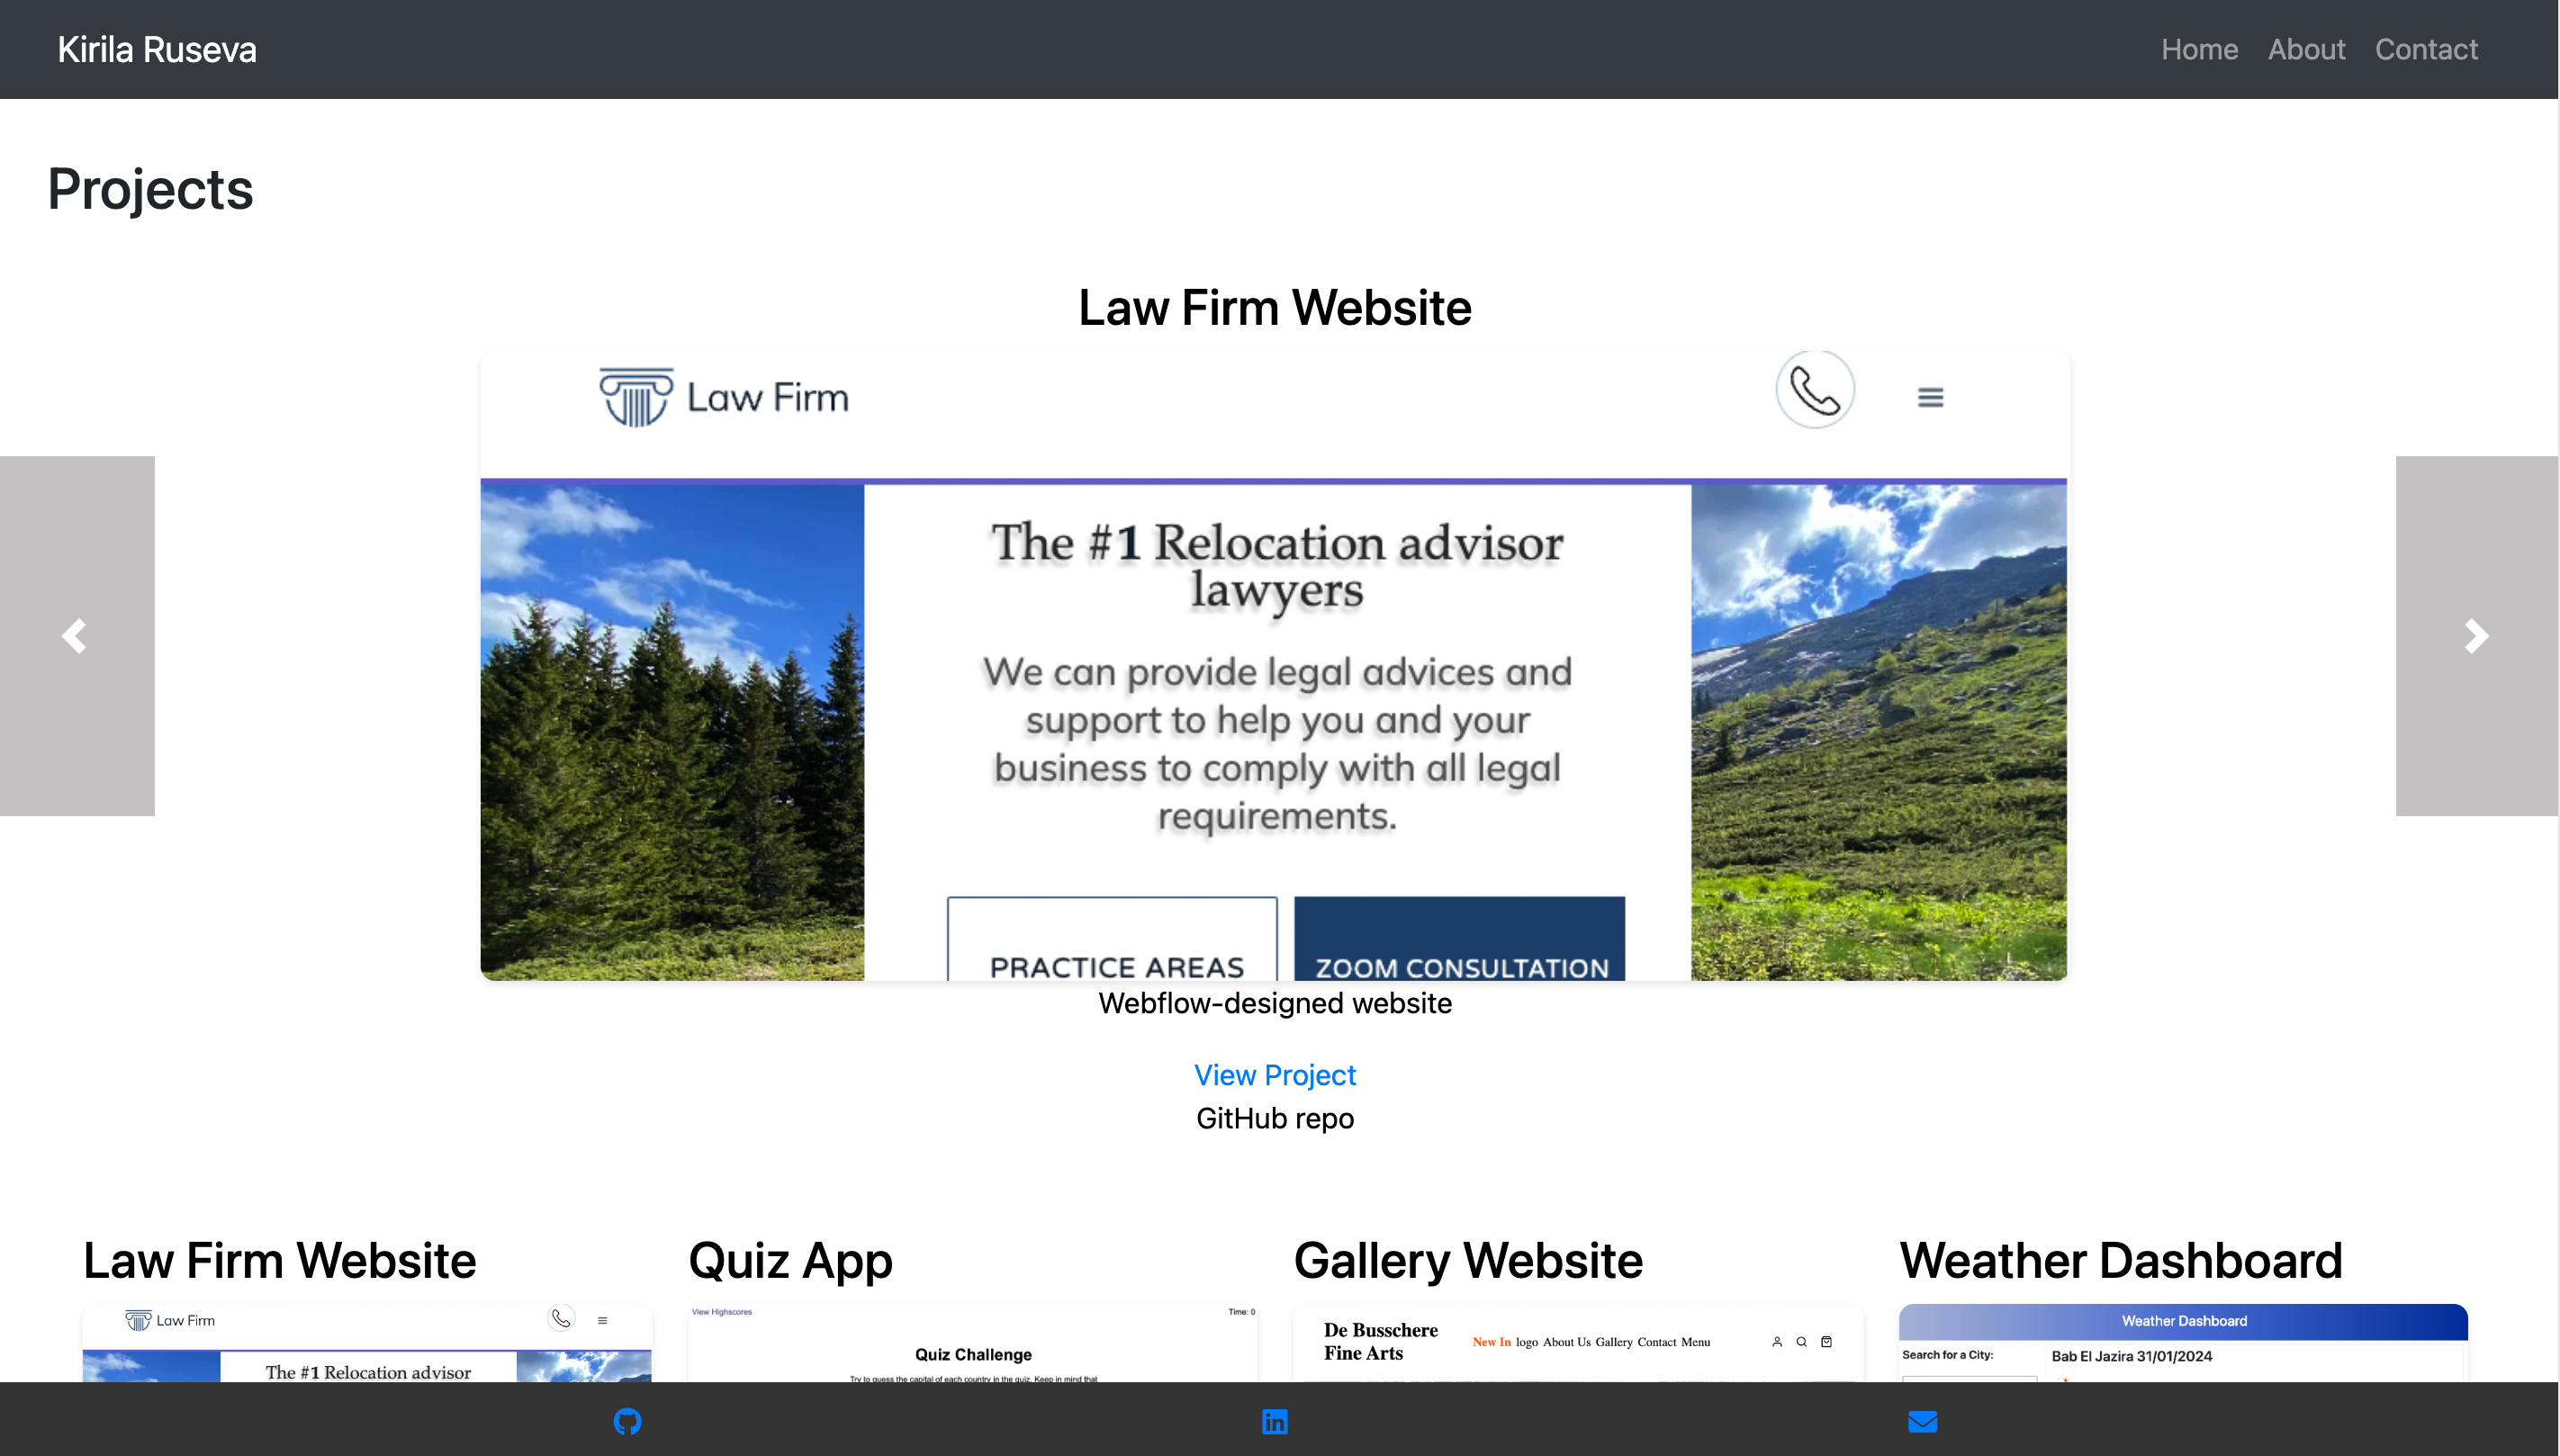 Kirila Ruseva
Home About Contact
Projects
Law Firm Website
Law Firm
The #1 Relocation advisor
lawyers
We can provide legal advices and
support to help you and your
business to comply with all legal
requirements.
PRACTICE AREAS
ZOOM CONSULTATION
Webflow-designed website
View Project
GitHub repo
Law Firm Website
Law Firm
The #1 Relocation advisor
Quiz App
View Highscores
Time: 0
Quiz Challenge
Try to guess the capital of each country in the quiz. Keep in mind that
Gallery Website
De Busschere
Fine Arts
New In logo About Us Gallery Contact Menu
Weather Dashboard
Weather Dashboard
Search for a City:
Bab El Jazira 31/01/2024